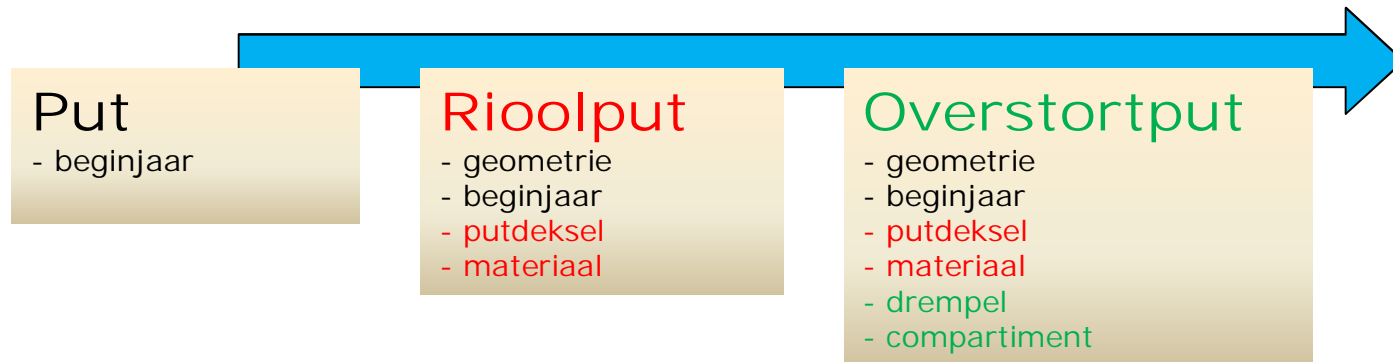 Put
- beginjaar
Rioolput
- geometrie
- beginjaar
- putdeksel
- materiaal
Overstortput
- geometrie
- beginjaar
- putdeksel
- materiaal
- drempel
- compartiment